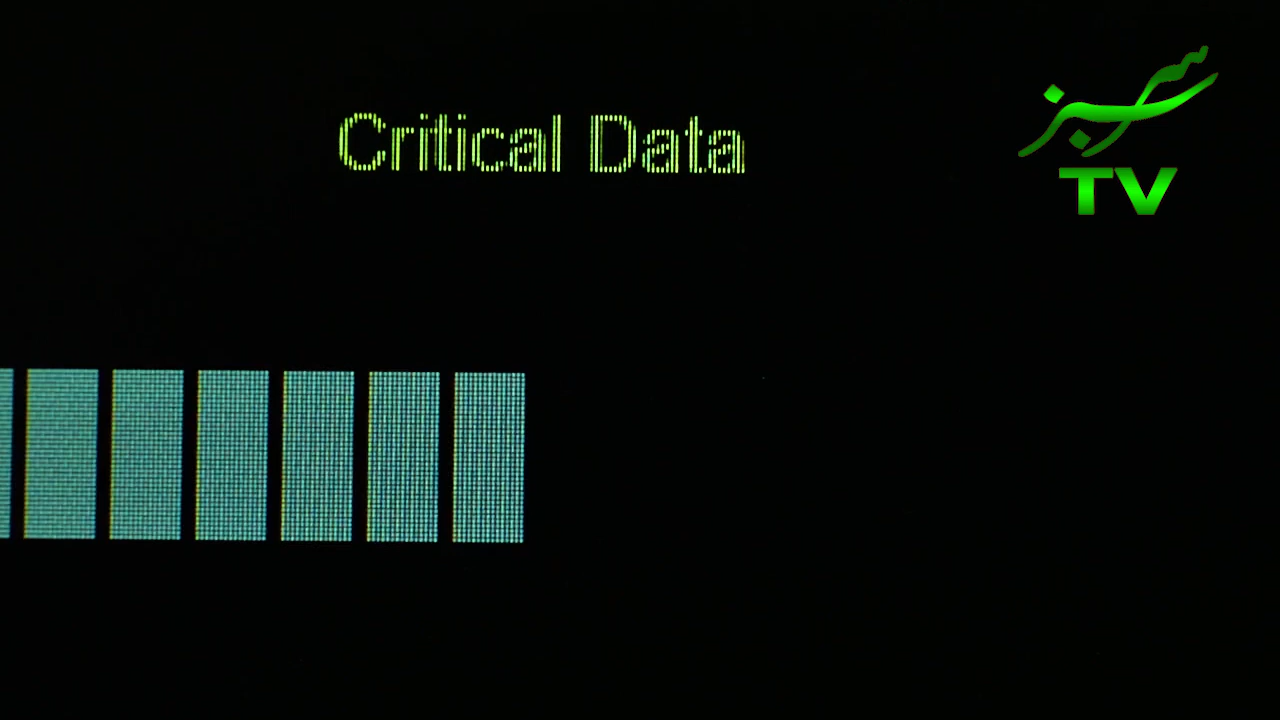 Critical Data
سبز
TV